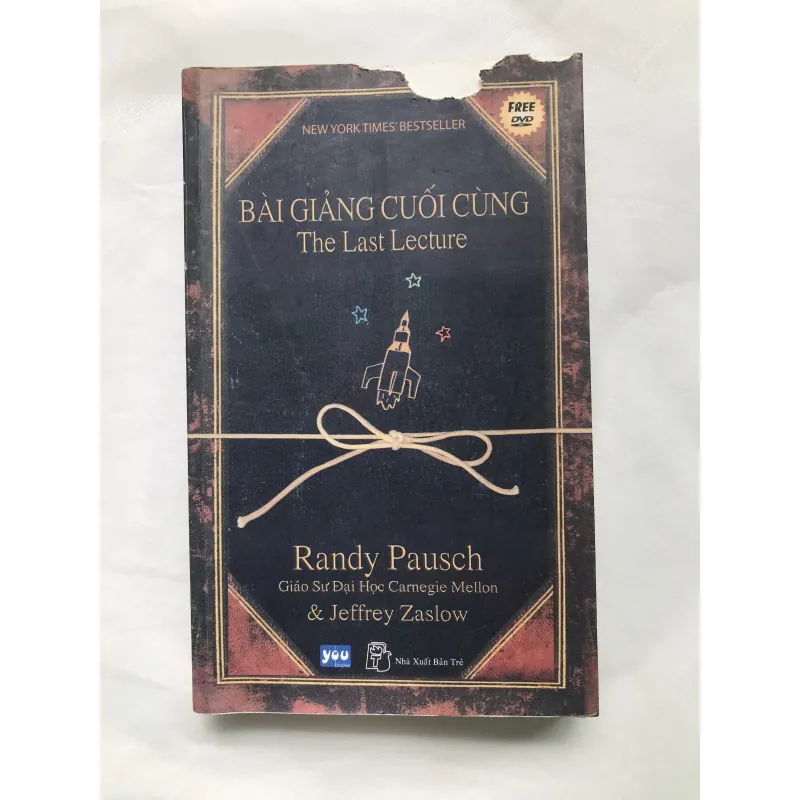 FREE
DVD
NEW YORK TIMES' BESTSELLER
BÀI GIẢNG CUỐI CÙNG
The Last Lecture
Randy Pausch
Giáo Sư Đại Học Carnegie Mellon
& Jeffrey Zaslow
you
books
Nhà Xuất Bản Trẻ